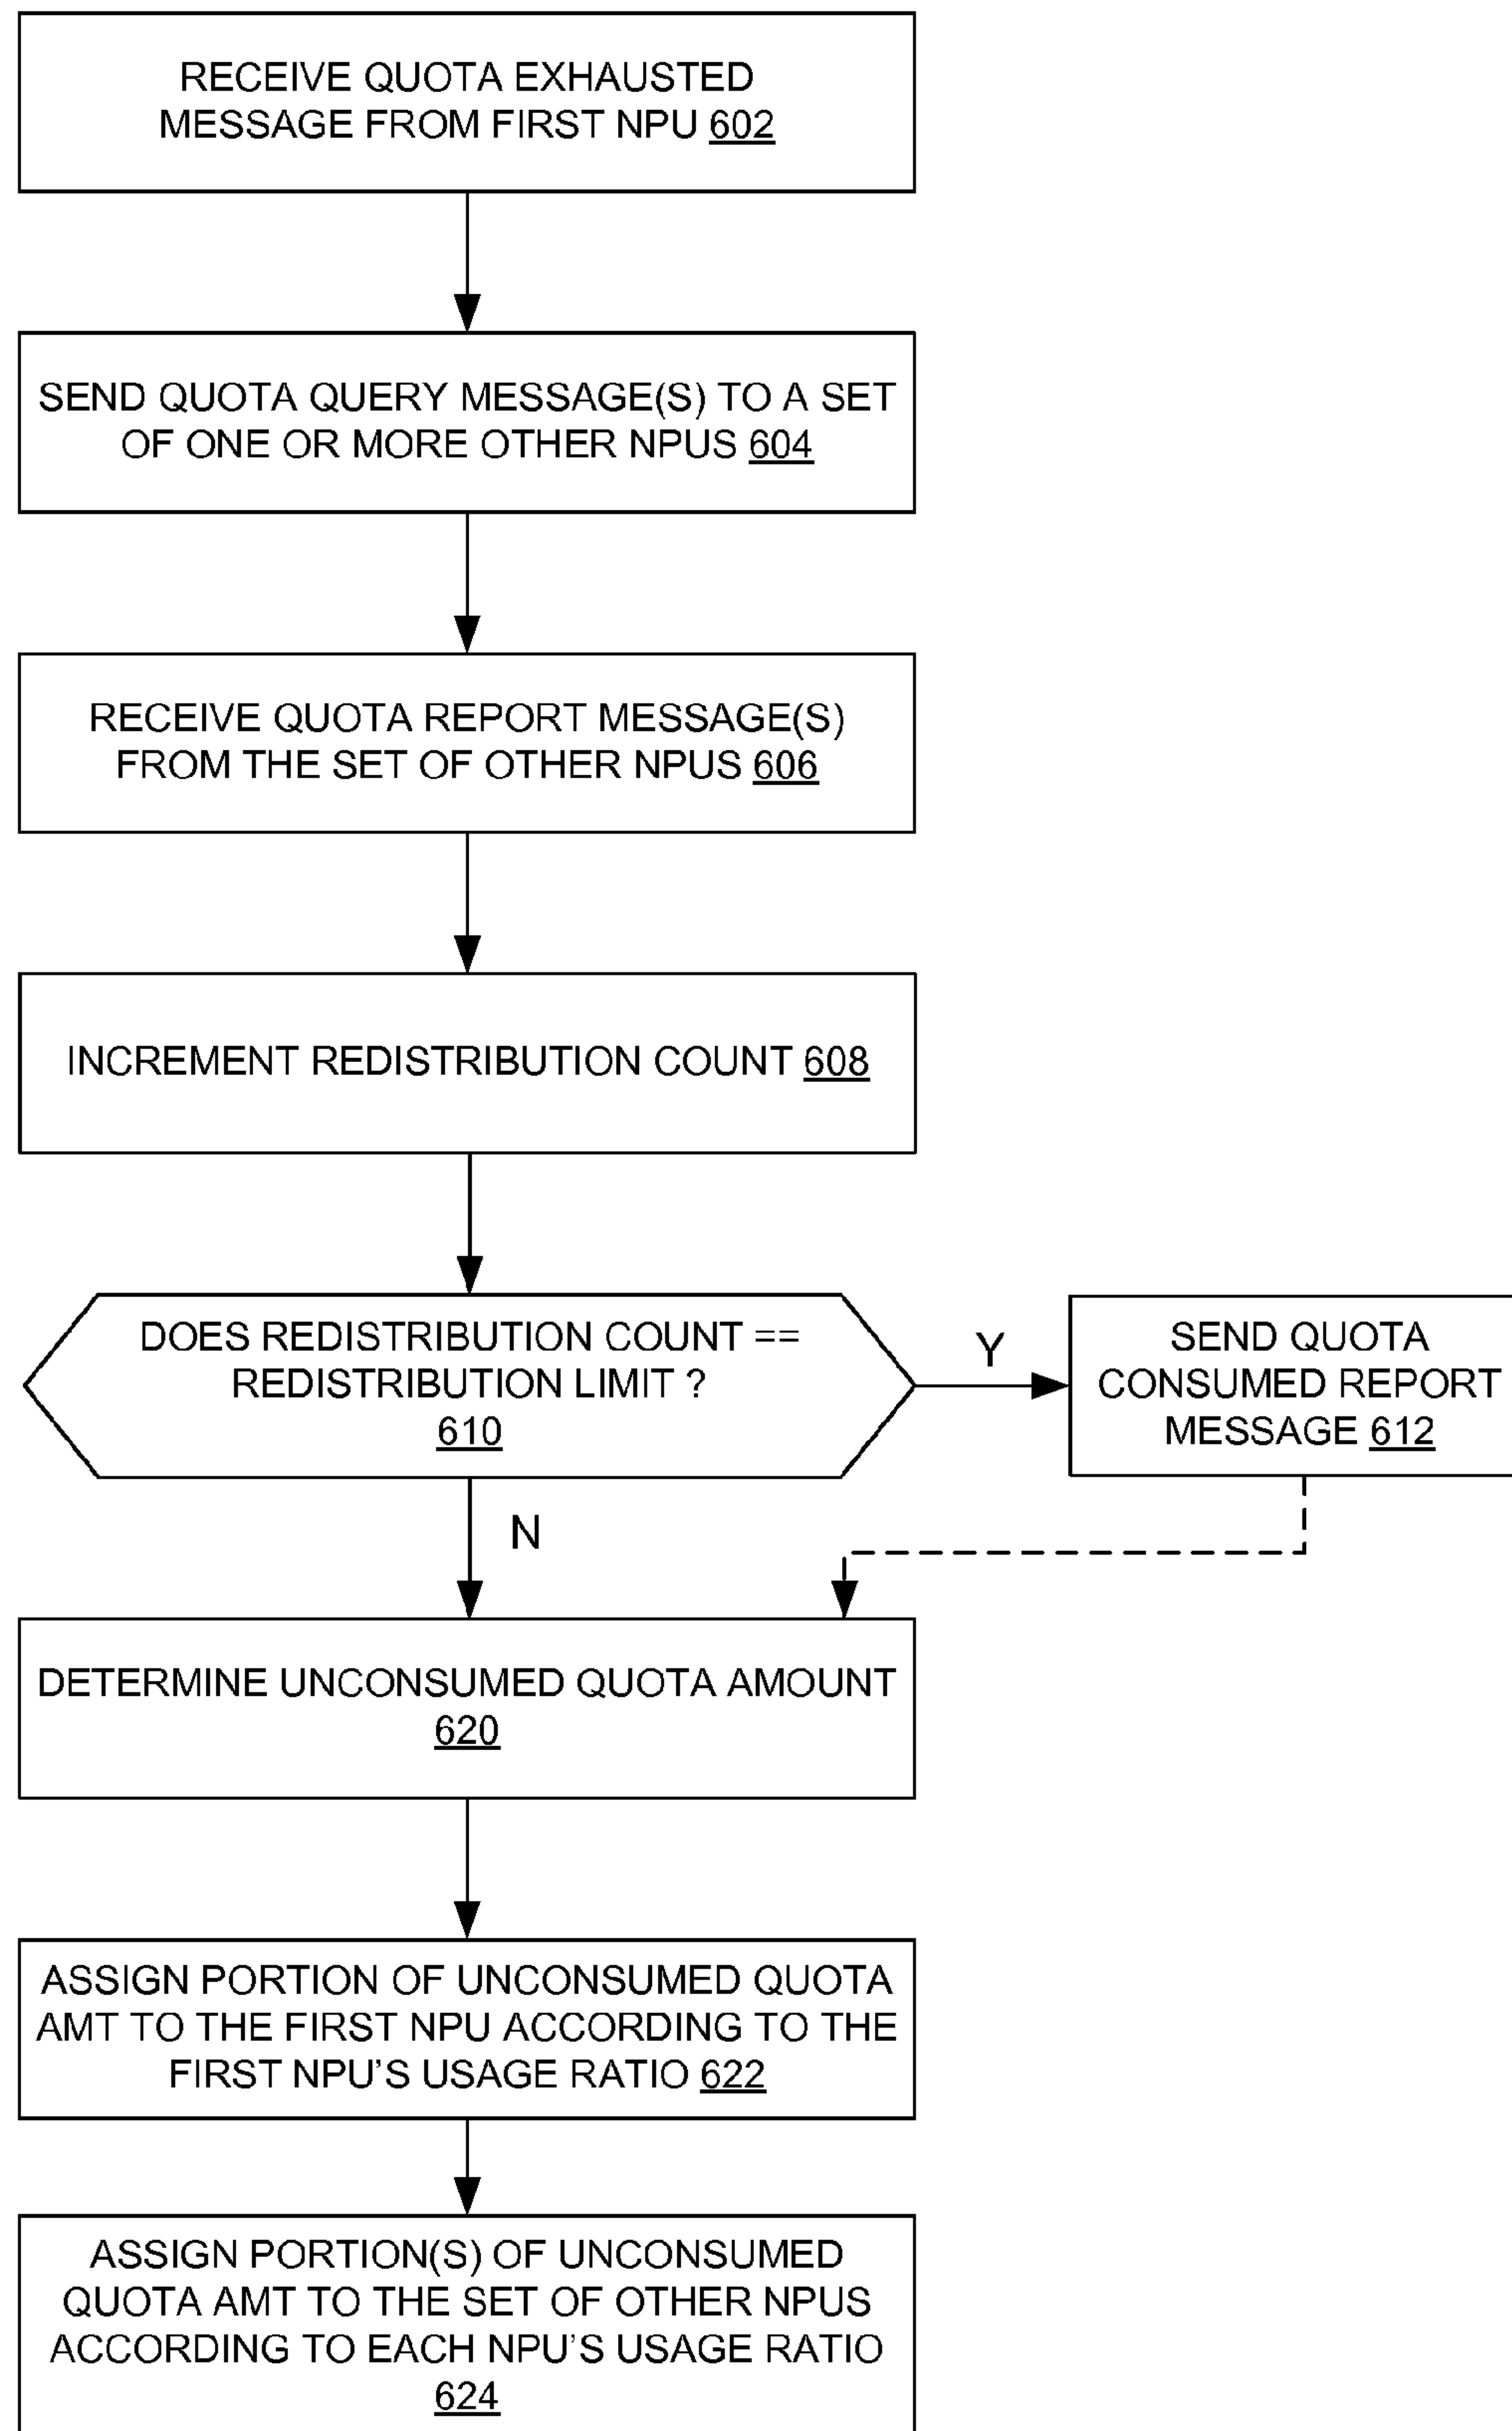 RECEIVE QUOTA EXHAUSTED
MESSAGE FROM FIRST NPU 602
SEND QUOTA QUERY MESSAGE(S) TO A SET
OF ONE OR MORE OTHER NPUS 604
RECEIVE QUOTA REPORT MESSAGE(S)
FROM THE SET OF OTHER NPUS 606
INCREMENT REDISTRIBUTION COUNT 608
DOES REDISTRIBUTION COUNT ==
REDISTRIBUTION LIMIT ?
610
Y
SEND QUOTA
CONSUMED REPORT
MESSAGE 612
N
DETERMINE UNCONSUMED QUOTA AMOUNT
620
ASSIGN PORTION OF UNCONSUMED QUOTA
AMT TO THE FIRST NPU ACCORDING TO THE
FIRST NPU'S USAGE RATIO 622
ASSIGN PORTION(S) OF UNCONSUMED
QUOTA AMT TO THE SET OF OTHER NPUS
ACCORDING TO EACH NPU'S USAGE RATIO
624